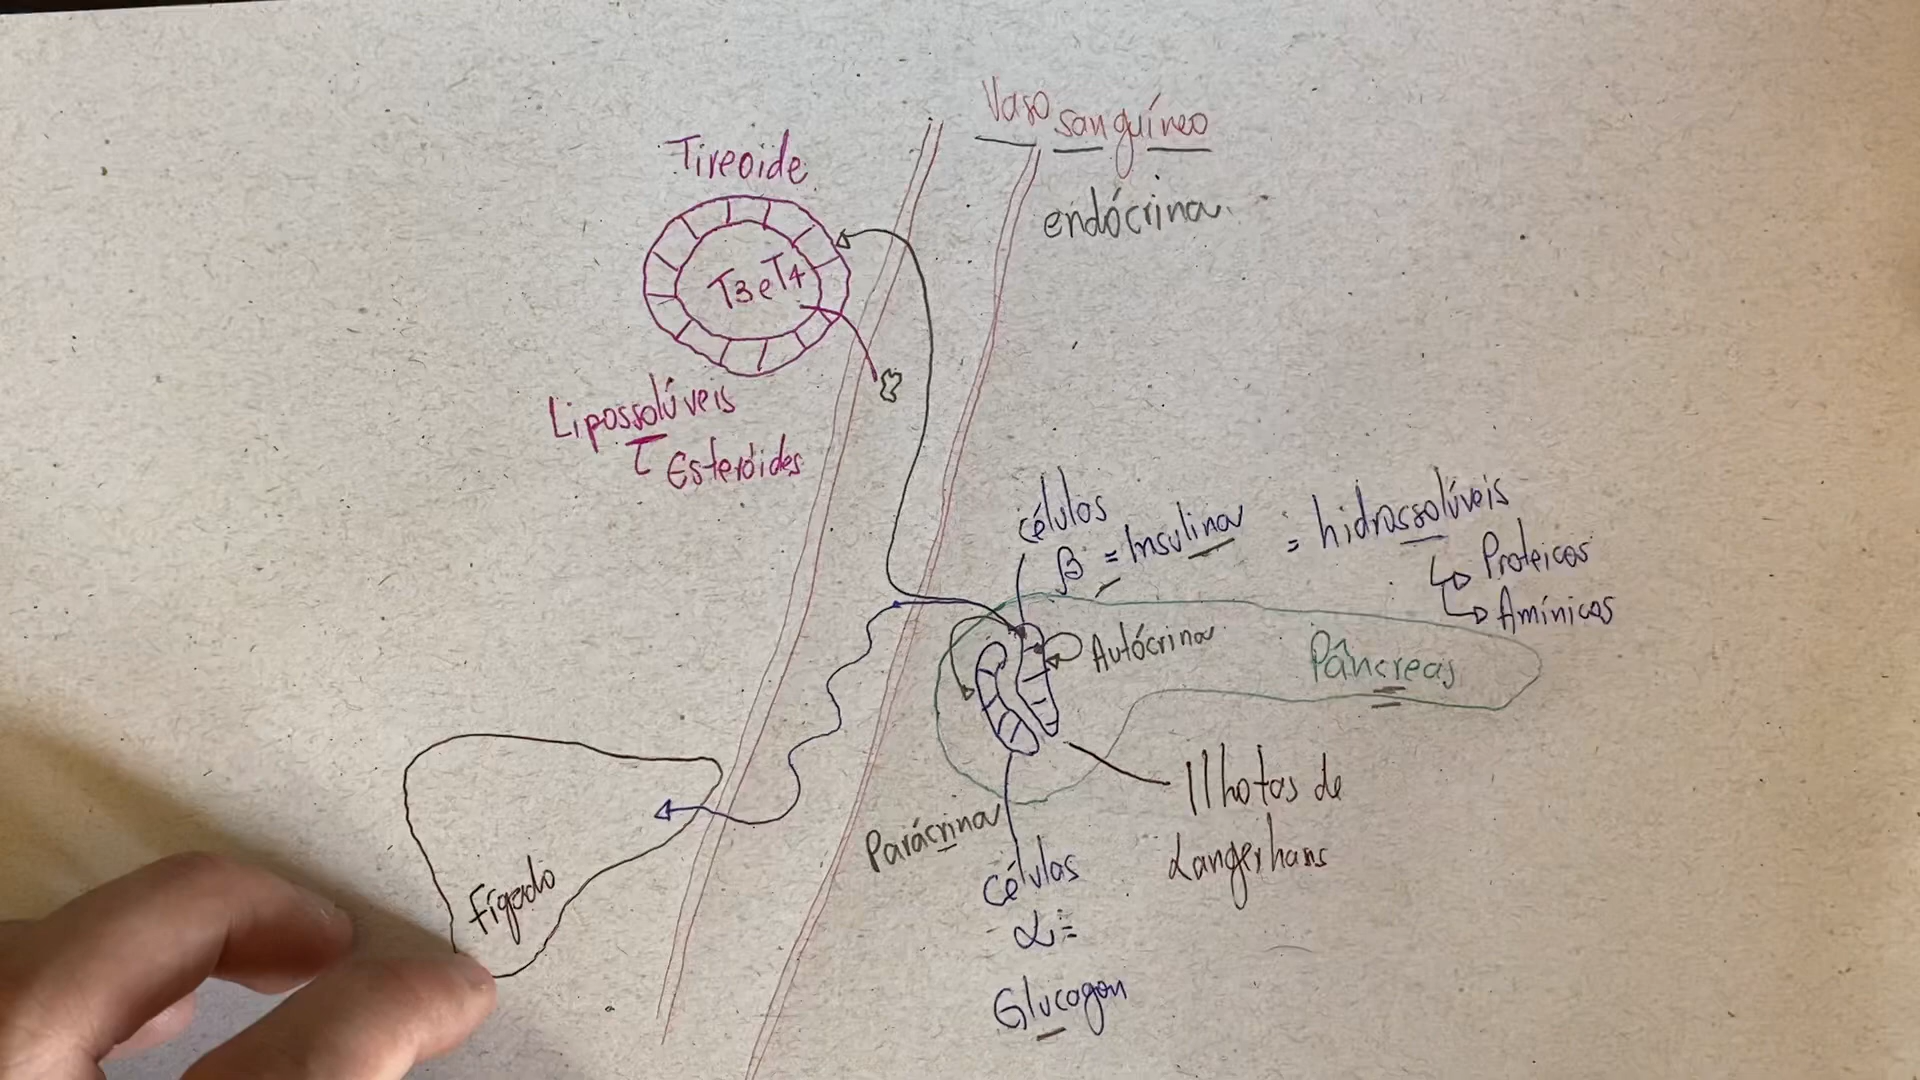 Vaso sanguíneo
endócrina
Tireoide
T3 e T4
Lipossolúveis
Esteróides
células
β = Insulina = hidrossolúveis
Proteicos
Amínicos
Autócrina
Pâncreas
Ilhotas de
Langerhans
Parácrina
células
α =
Glucagon
Fígado